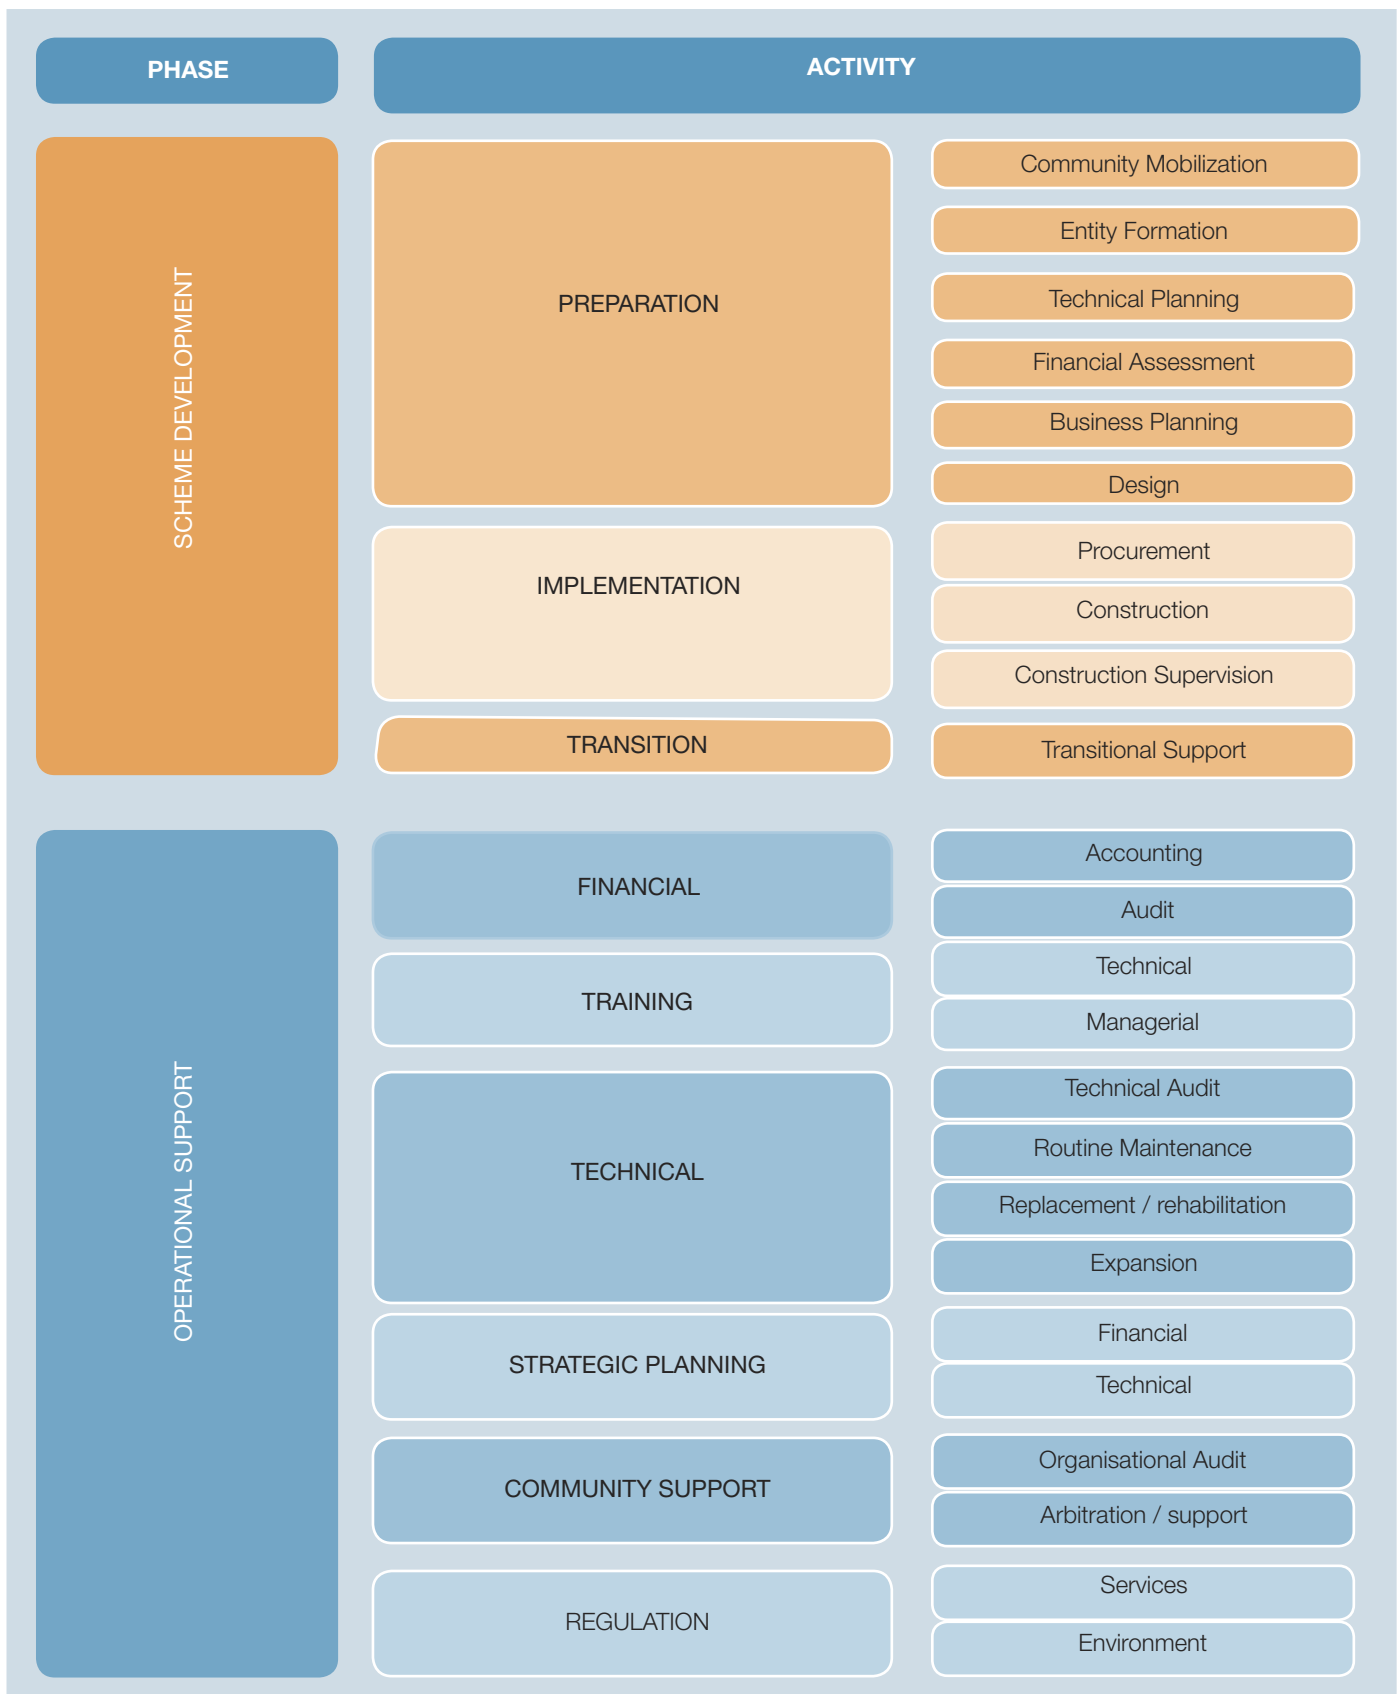 PHASE
ACTIVITY
SCHEME DEVELOPMENT
PREPARATION
Community Mobilization
Entity Formation
Technical Planning
Financial Assessment
Business Planning
Design
IMPLEMENTATION
Procurement
Construction
Construction Supervision
TRANSITION
Transitional Support
OPERATIONAL SUPPORT
FINANCIAL
Accounting
Audit
TRAINING
Technical
Managerial
TECHNICAL
Technical Audit
Routine Maintenance
Replacement / rehabilitation
Expansion
STRATEGIC PLANNING
Financial
Technical
COMMUNITY SUPPORT
Organisational Audit
Arbitration / support
REGULATION
Services
Environment